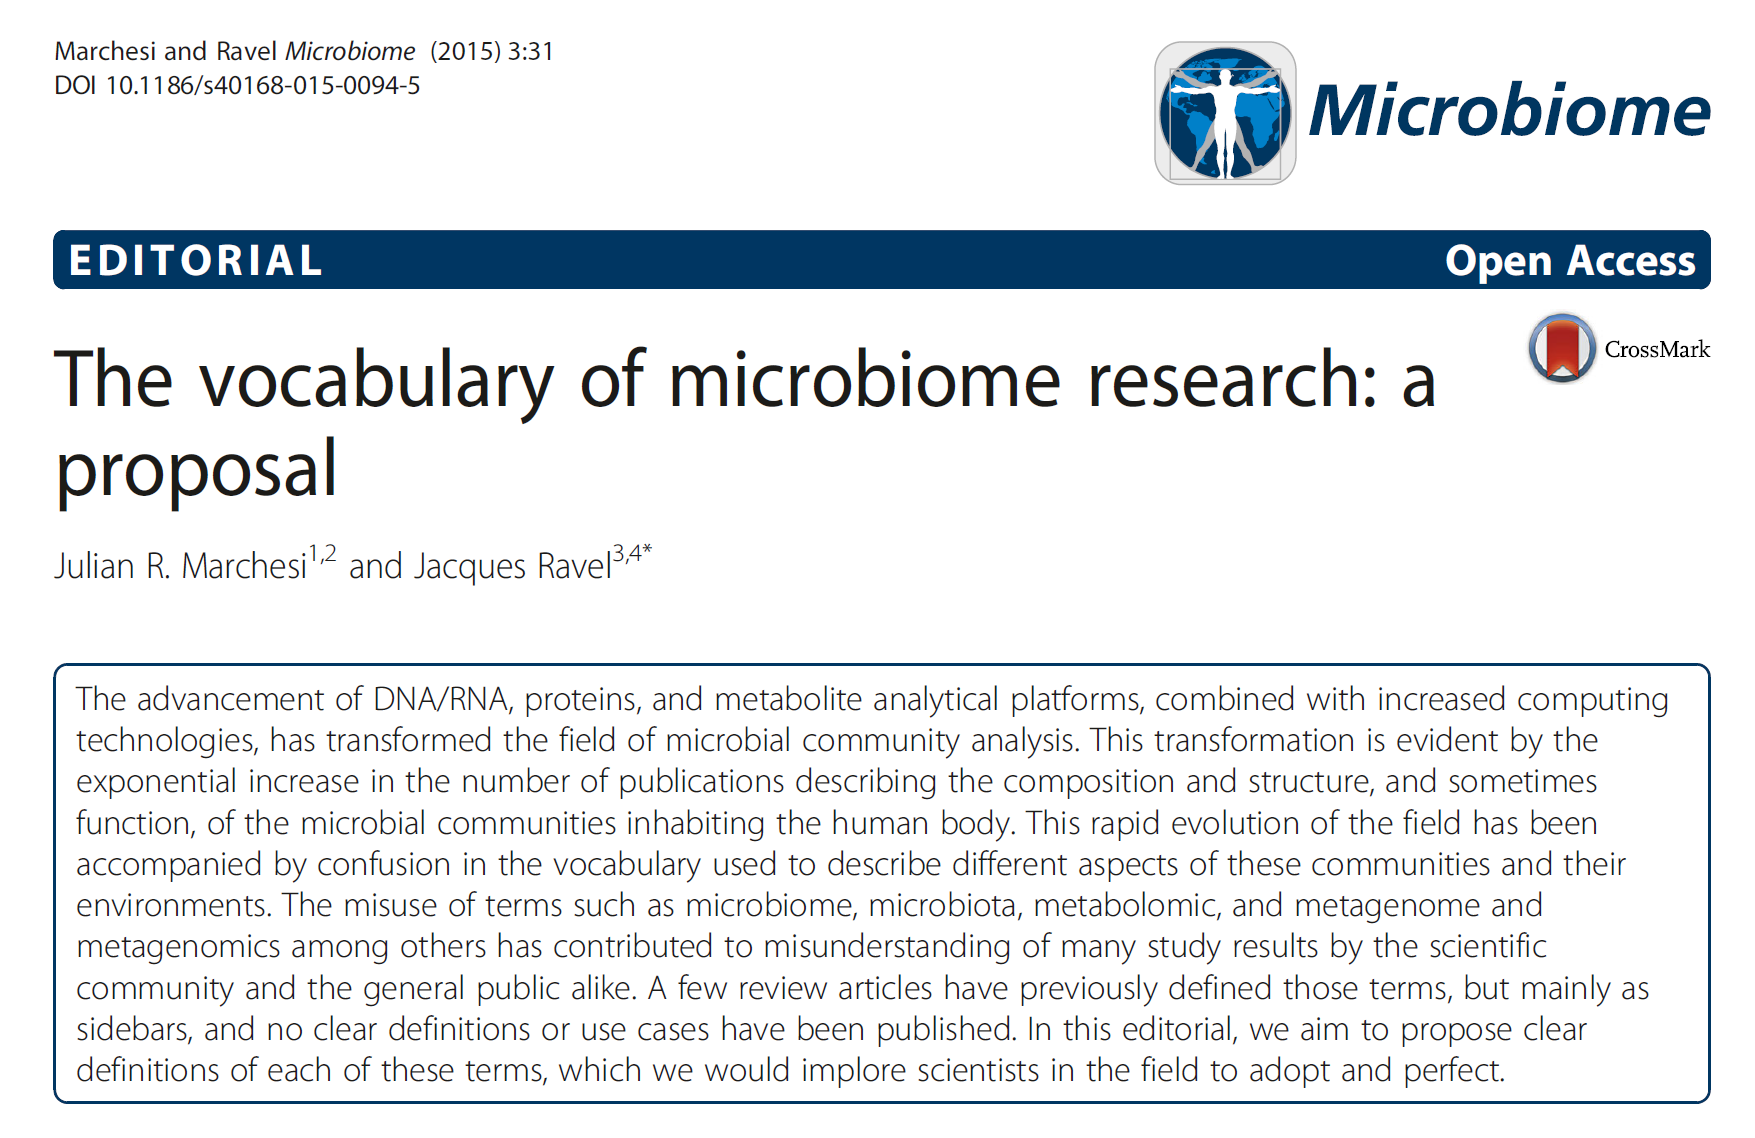 Marchesi and Ravel Microbiome (2015) 3:31
DOI 10.1186/s40168-015-0094-5
Microbiome
EDITORIAL
Open Access
CrossMark
The vocabulary of microbiome research: a
proposal
Julian R. Marchesi1,2 and Jacques Ravel3,4*
The advancement of DNA/RNA, proteins, and metabolite analytical platforms, combined with increased computing
technologies, has transformed the field of microbial community analysis. This transformation is evident by the
exponential increase in the number of publications describing the composition and structure, and sometimes
function, of the microbial communities inhabiting the human body. This rapid evolution of the field has been
accompanied by confusion in the vocabulary used to describe different aspects of these communities and their
environments. The misuse of terms such as microbiome, microbiota, metabolomic, and metagenome and
metagenomics among others has contributed to misunderstanding of many study results by the scientific
community and the general public alike. A few review articles have previously defined those terms, but mainly as
sidebars, and no clear definitions or use cases have been published. In this editorial, we aim to propose clear
definitions of each of these terms, which we would implore scientists in the field to adopt and perfect.